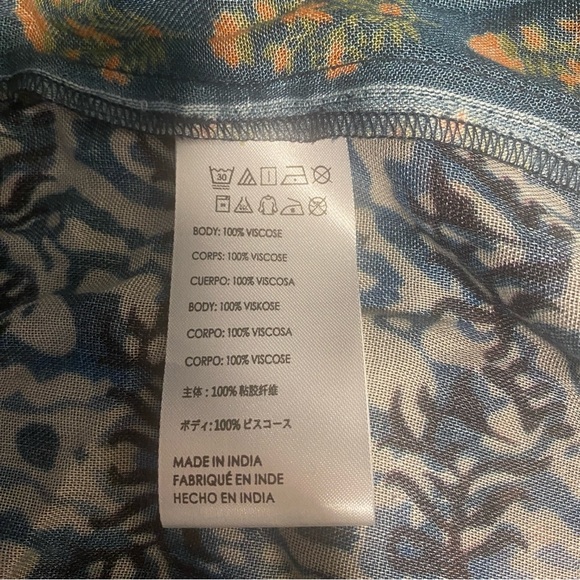 30
BODY: 100% VISCOSE
CORPS: 100% VISCOSE
CUERPO: 100% VISCOSA
BODY: 100% VISKOSE
CORPO: 100% VISCOSA
CORPO: 100% VISCOSE
主体：100% 粘胶纤维
ボディ: 100% ビスコース
MADE IN INDIA
FABRIQUÉ EN INDE
HECHO EN INDIA